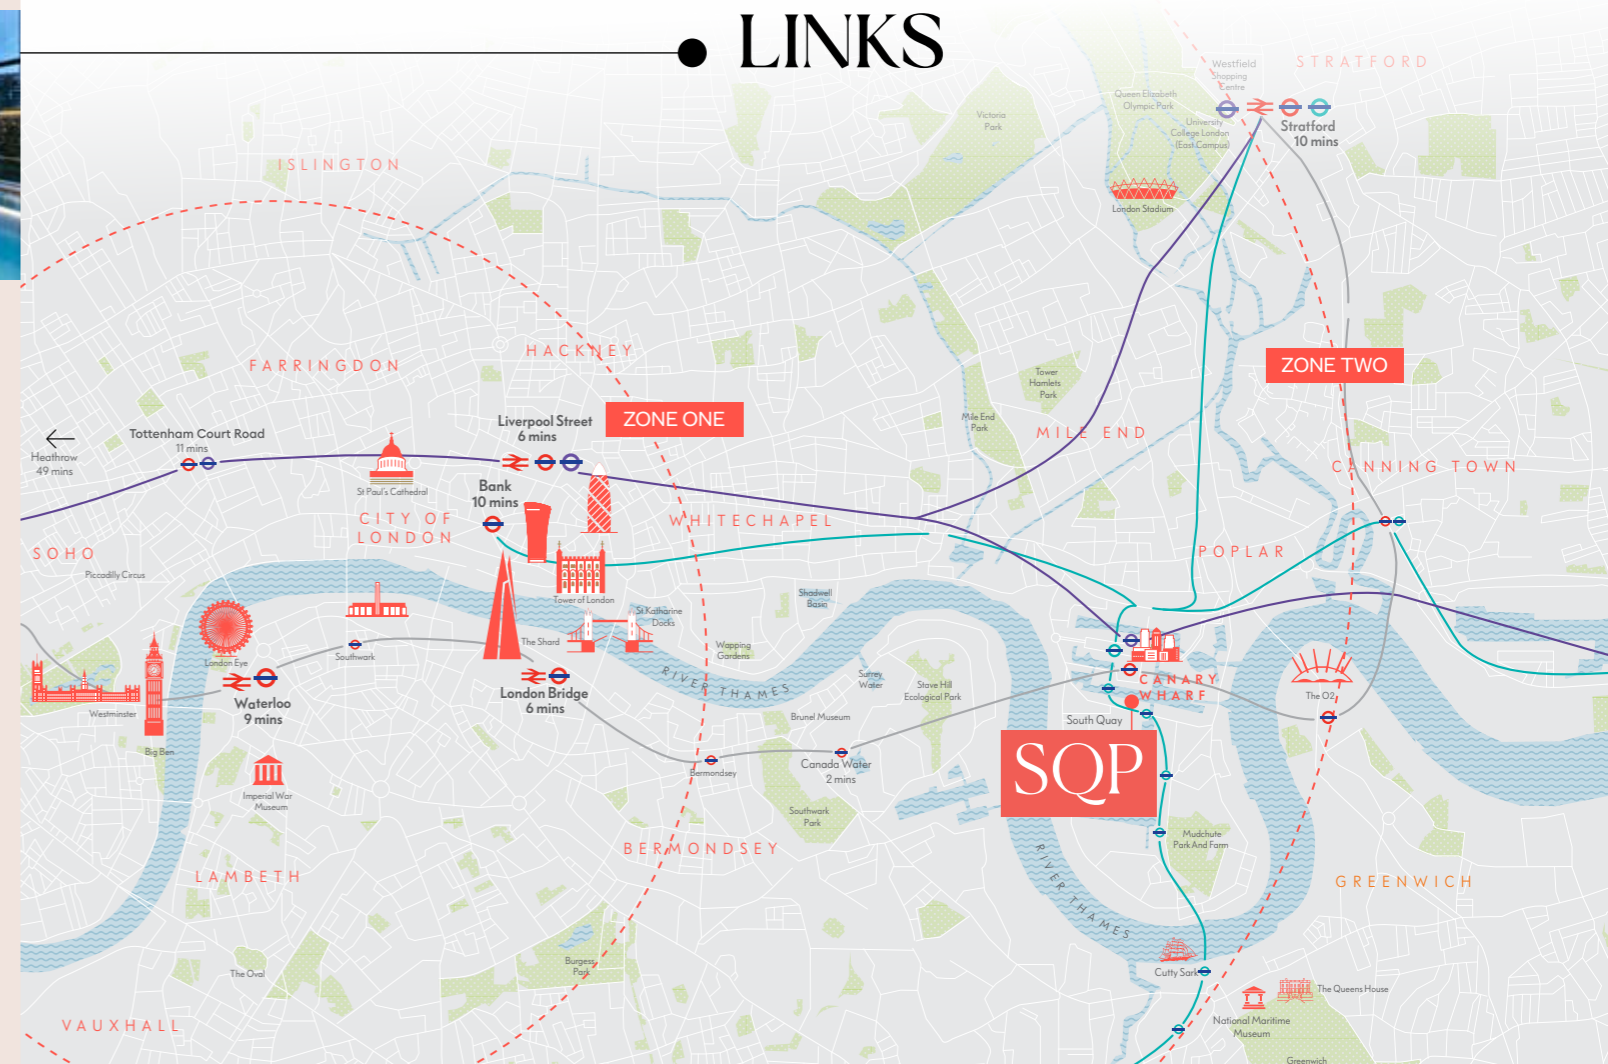 LINKS
Westfield
Shopping
Centre
STRATFORD
Queen Elizabeth
Olympic Park
University
College London
(East Campus)
Stratford
10 mins
Victoria
Park
ISLINGTON
London Stadium
HACKNEY
FARRINGDON
ZONE TWO
Tower
Hamlets
Park
Mile End
Park
MILE END
ZONE ONE
Liverpool Street
6 mins
Tottenham Court Road
11 mins
Heathrow
49 mins
St Paul's Cathedral
Bank
10 mins
CANNING TOWN
CITY OF
LONDON
WHITECHAPEL
SOHO
POPLAR
Piccadilly Circus
Tower of London
St Katharine
Docks
Shadwell
Basin
The Shard
Wapping
Gardens
London Eye
Southwark
RIVER THAMES
Surrey
Water
Stave Hill
Ecological Park
CANARY
WHARF
The O2
London Bridge
6 mins
Waterloo
9 mins
Westminster
Big Ben
Brunel Museum
South Quay
SQP
Bermondsey
Canada Water
2 mins
Imperial War
Museum
Southwark
Park
Mudchute
Park And Farm
BERMONDSEY
LAMBETH
GREENWICH
RIVER THAMES
The Oval
Burgess
Park
Cutty Sark
The Queens House
National Maritime
Museum
VAUXHALL
Greenwich